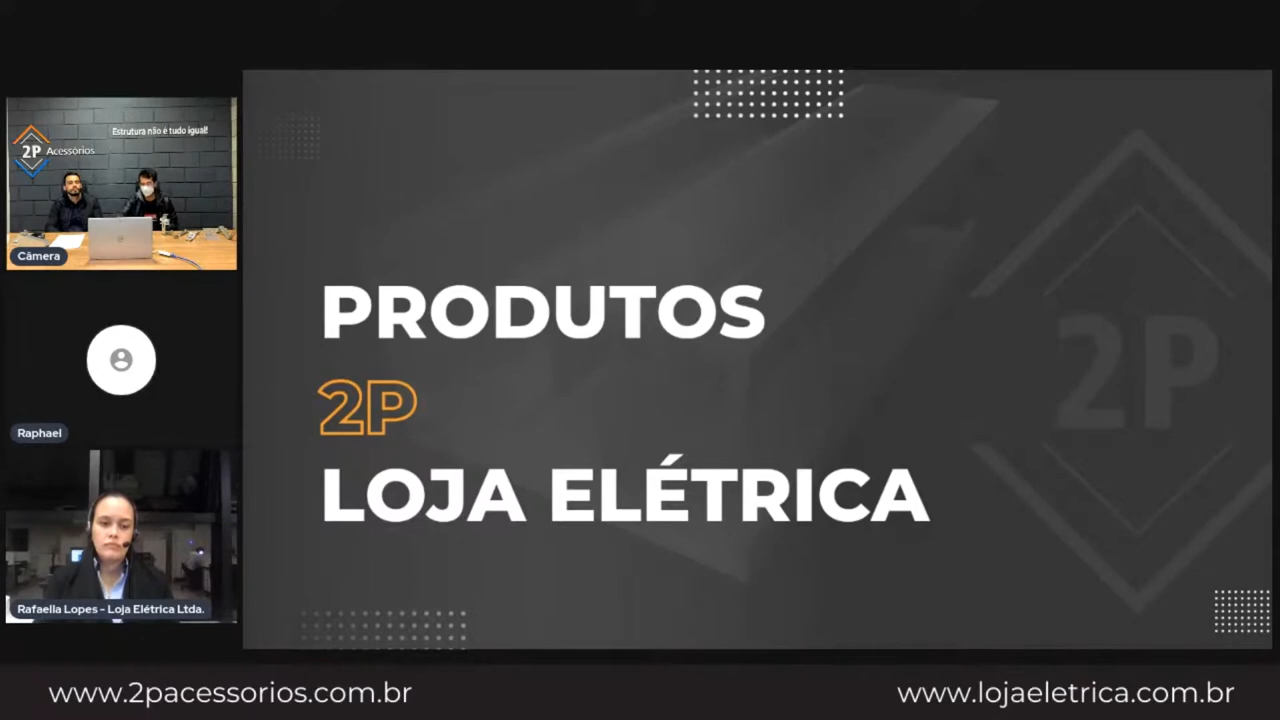 Estrutura não é tudo igual!
2P Acessórios
Câmera
Raphael
Rafaella Lopes - Loja Elétrica Ltda.
PRODUTOS
2P
LOJA ELÉTRICA
2P
www.2pacessorios.com.br
www.lojaeletrica.com.br